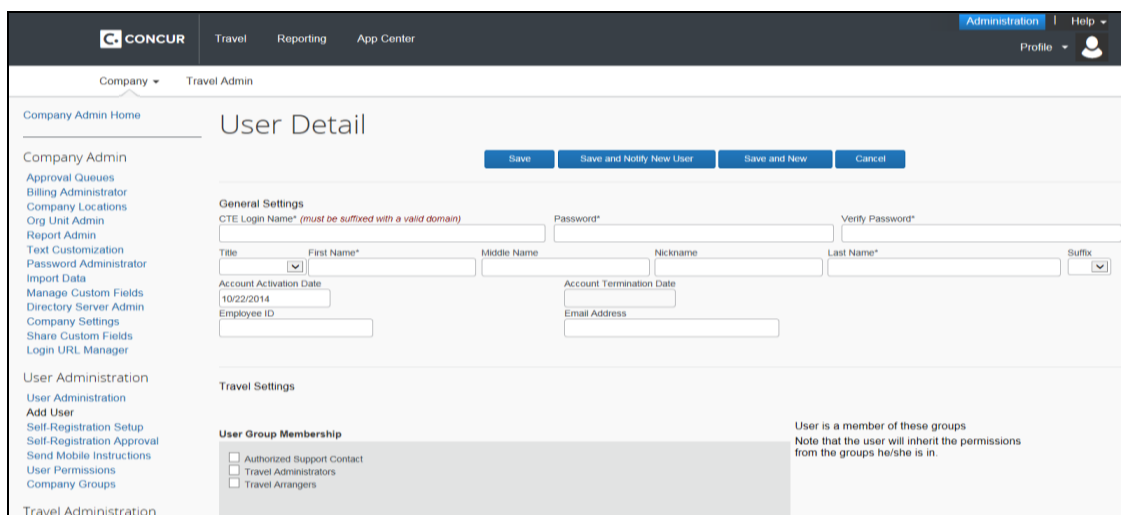 Administration | Help
C. CONCUR Travel Reporting App Center
Profile
Company Travel Admin
Company Admin Home
User Detail
Company Admin
Save Save and Notify New User Save and New Cancel
Approval Queues
Billing Administrator
Company Locations
Org Unit Admin
Report Admin
Text Customization
Password Administrator
Import Data
Manage Custom Fields
Directory Server Admin
Company Settings
Share Custom Fields
Login URL Manager
User Administration
User Administration
Add User
Self-Registration Setup
Self-Registration Approval
Send Mobile Instructions
User Permissions
Company Groups
Travel Administration
General Settings
CTE Login Name* (must be suffixed with a valid domain) Password* Verify Password*
Title First Name* Middle Name Nickname Last Name* Suffix
Account Activation Date Account Termination Date
10/22/2014
Employee ID Email Address
Travel Settings
User Group Membership
Authorized Support Contact
Travel Administrators
Travel Arrangers
User is a member of these groups
Note that the user will inherit the permissions
from the groups he/she is in.